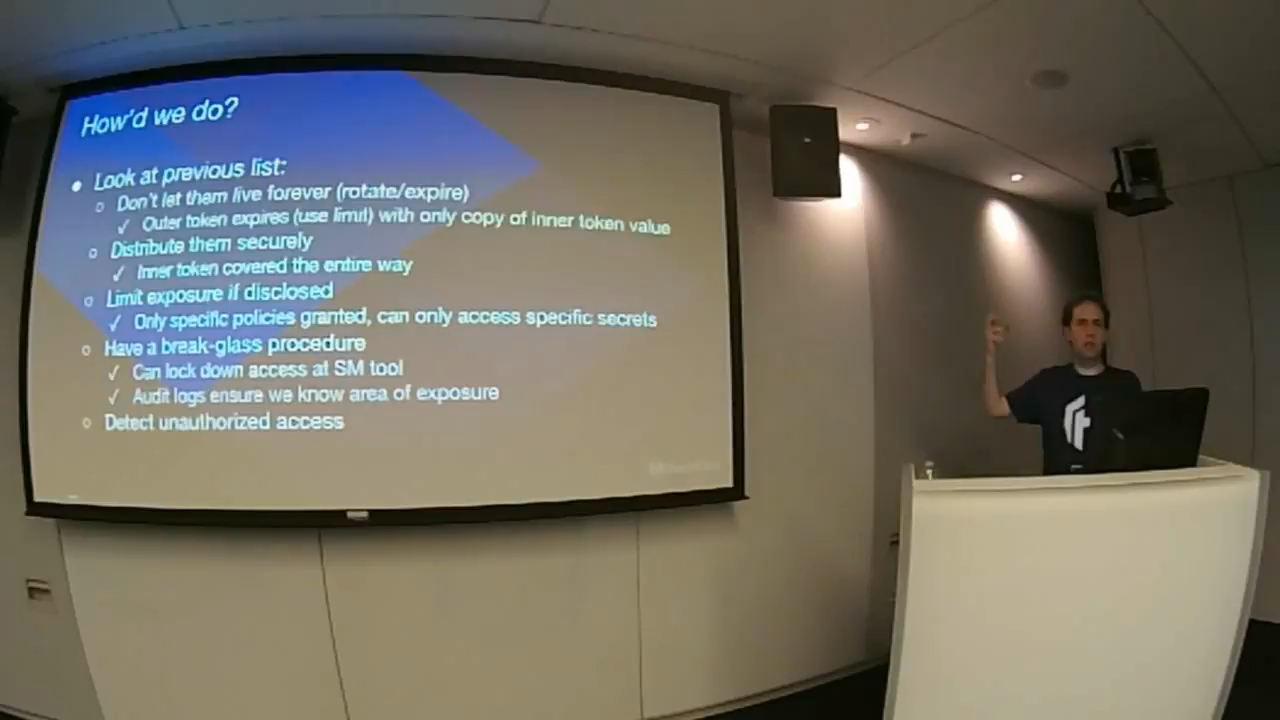 How'd we do?
● Look at previous list:
○ Don't let them live forever (rotate/expire)
✓ Outer token expires (use limit) with only copy of inner token value
○ Distribute them securely
✓ Inner token covered the entire way
○ Limit exposure if disclosed
✓ Only specific policies granted, can only access specific secrets
○ Have a break-glass procedure
✓ Can lock down access at SM tool
✓ Audit logs ensure we know area of exposure
○ Detect unauthorized access